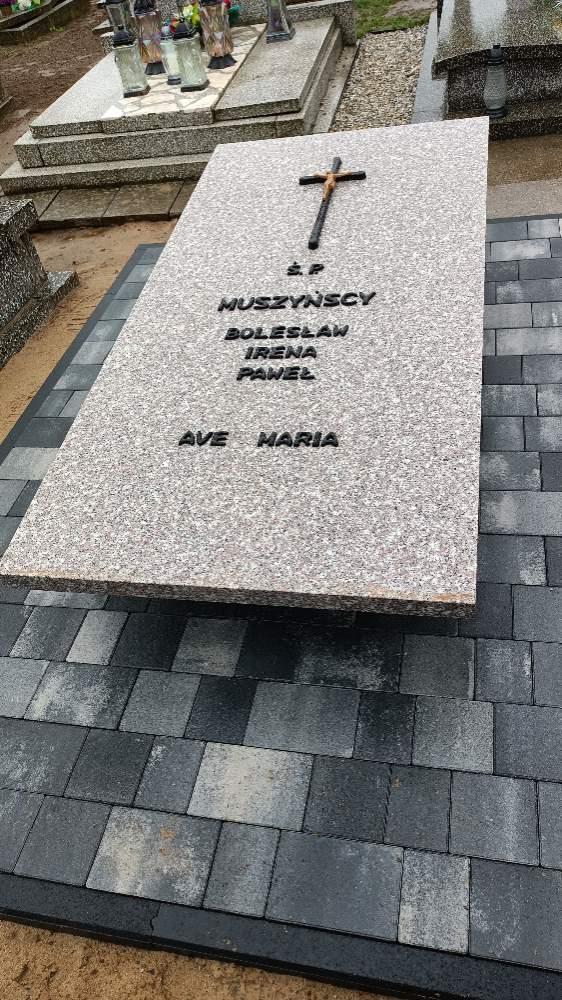 Ś. P
MUSZYŃSCY
BOLESŁAW
IRENA
PAWEŁ
AVE MARIA